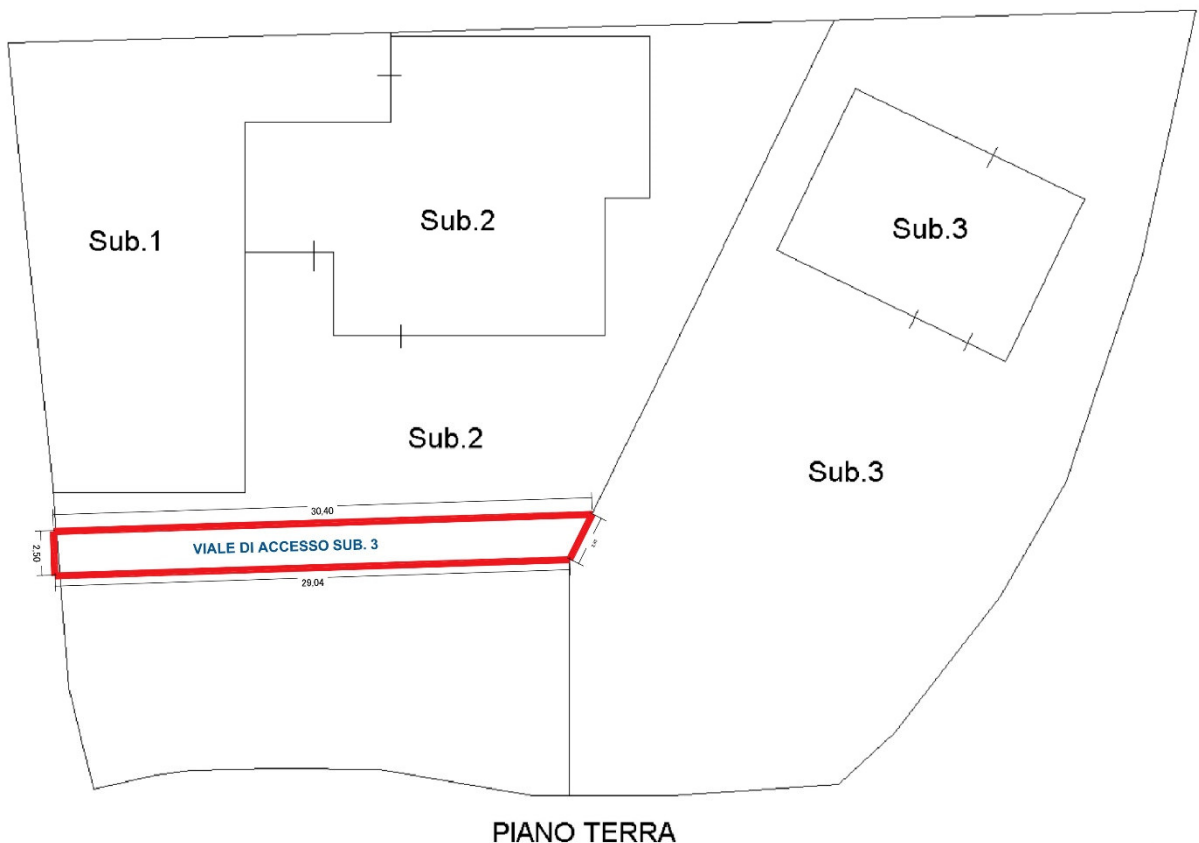 Sub.1
Sub.2
Sub.3
Sub.2
Sub.3
30,40
2,50
VIALE DI ACCESSO SUB. 3
29,04
PIANO TERRA